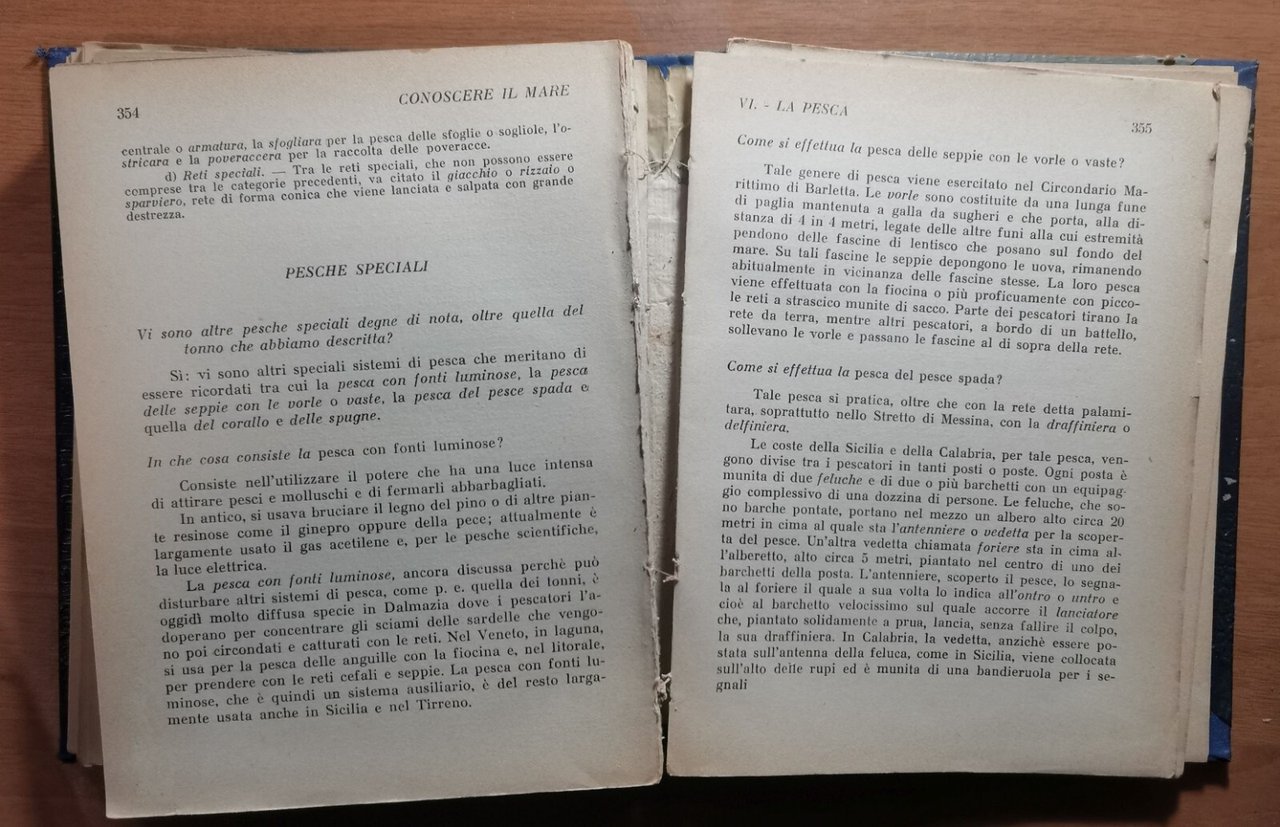 354
CONOSCERE IL MARE
centrale o armatura, la sfogliara per la pesca delle sfoglie o sogliole, l'o-
stricara e la poveraccera per la raccolta delle poveracce.
d) Reti speciali. — Tra le reti speciali, che non possono essere
comprese tra le categorie precedenti, va citato il giacchio o rizzaio o
sparviero, rete di forma conica che viene lanciata e salpata con grande
destrezza.
PESCHE SPECIALI
Vi sono altre pesche speciali degne di nota, oltre quella del
tonno che abbiamo descritta?
Sì: vi sono altri speciali sistemi di pesca che meritano di
essere ricordati tra cui la pesca con fonti luminose, la pesca
delle seppie con le vorle o vaste, la pesca del pesce spada e
quella del corallo e delle spugne.
In che cosa consiste la pesca con fonti luminose?
Consiste nell'utilizzare il potere che ha una luce intensa
di attirare pesci e molluschi e di fermarli abbarbagliati.
In antico, si usava bruciare il legno del pino o di altre pian-
te resinose come il ginepro oppure della pece; attualmente è
largamente usato il gas acetilene e, per le pesche scientifiche,
la luce elettrica.
La pesca con fonti luminose, ancora discussa perchè può
disturbare altri sistemi di pesca, come p. e. quella dei tonni, è
oggidì molto diffusa specie in Dalmazia dove i pescatori l'a-
doperano per concentrare gli sciami delle sardelle che vengo-
no poi circondati e catturati con le reti. Nel Veneto, in laguna,
si usa per la pesca delle anguille con la fiocina e, nel litorale,
per prendere con le reti cefali e seppie. La pesca con fonti lu-
minose, che è quindi un sistema ausiliario, è del resto larga-
mente usata anche in Sicilia e nel Tirreno.
VI. - LA PESCA
355
Come si effettua la pesca delle seppie con le vorle o vaste?
Tale genere di pesca viene esercitato nel Circondario Ma-
rittimo di Barletta. Le vorle sono costituite da una lunga fune
di paglia mantenuta a galla da sugheri e che porta, alla di-
stanza di 4 in 4 metri, legate delle altre funi alla cui estremità
pendono delle fascine di lentisco che posano sul fondo del
mare. Su tali fascine le seppie depongono le uova, rimanendo
abitualmente in vicinanza delle fascine stesse. La loro pesca
viene effettuata con la fiocina o più proficuamente con picco-
le reti a strascico munite di sacco. Parte dei pescatori tirano la
rete da terra, mentre altri pescatori, a bordo di un battello,
sollevano le vorle e passano le fascine al di sopra della rete.
Come si effettua la pesca del pesce spada?
Tale pesca si pratica, oltre che con la rete detta palami-
tara, soprattutto nello Stretto di Messina, con la draffiniera o
delfiniera.
Le coste della Sicilia e della Calabria, per tale pesca, ven-
gono divise tra i pescatori in tanti posti o poste. Ogni posta è
munita di due feluche e di due o più barchetti con un equipag-
gio complessivo di una dozzina di persone. Le feluche, che so-
no barche pontate, portano nel mezzo un albero alto circa 20
metri in cima al quale sta l'antenniere o vedetta per la scoper-
ta del pesce. Un'altra vedetta chiamata foriere sta in cima al-
l'alberetto, alto circa 5 metri, piantato nel centro di uno dei
barchetti della posta. L'antenniere, scoperto il pesce, lo segna-
la al foriere il quale a sua volta lo indica all'ontro o untro e
cioè al barchetto velocissimo sul quale accorre il lanciatore
che, piantato solidamente a prua, lancia, senza fallire il colpo,
la sua draffiniera. In Calabria, la vedetta, anzichè essere po-
stata sull'antenna della feluca, come in Sicilia, viene collocata
sull'alto delle rupi ed è munita di una bandieruola per i se-
gnali